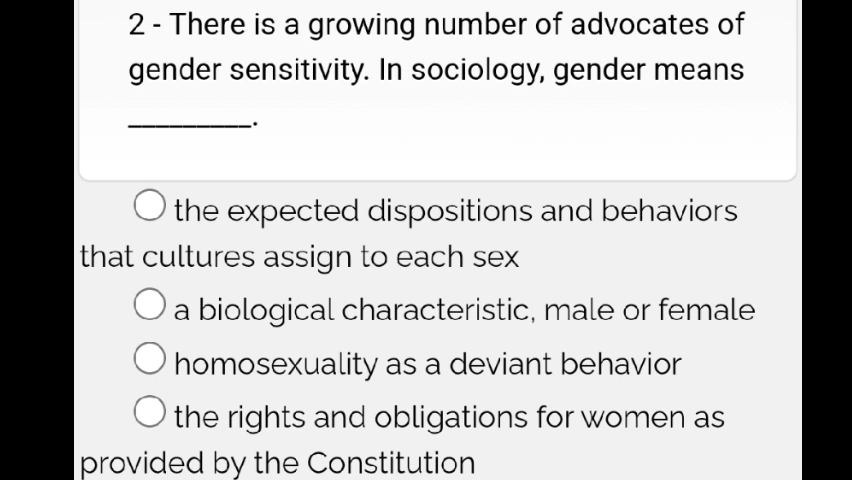 2 - There is a growing number of advocates of
gender sensitivity. In sociology, gender means
_________.
the expected dispositions and behaviors
that cultures assign to each sex
a biological characteristic, male or female
homosexuality as a deviant behavior
the rights and obligations for women as
provided by the Constitution